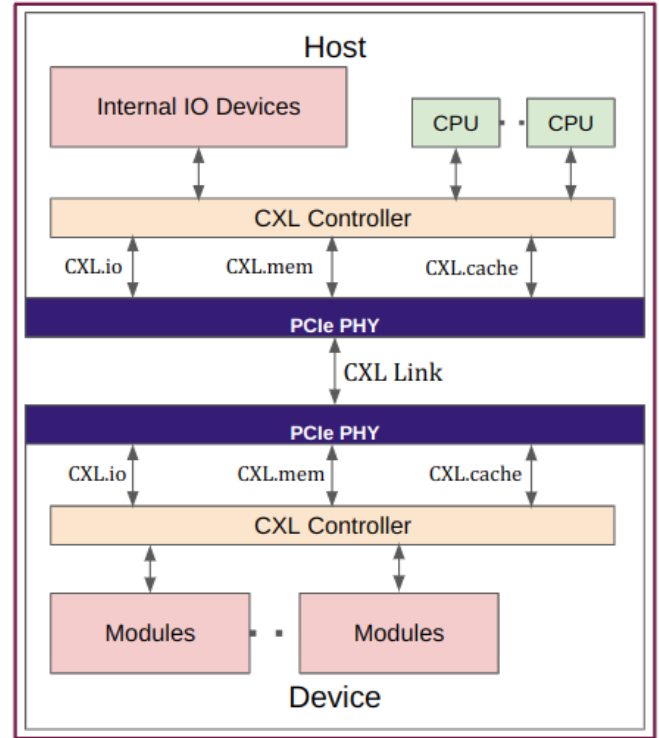 Host
Internal IO Devices
CPU
CPU
CXL Controller
CXL.io
CXL.mem
CXL.cache
PCIe PHY
CXL Link
PCIe PHY
CXL.io
CXL.mem
CXL.cache
CXL Controller
Modules
Modules
Device